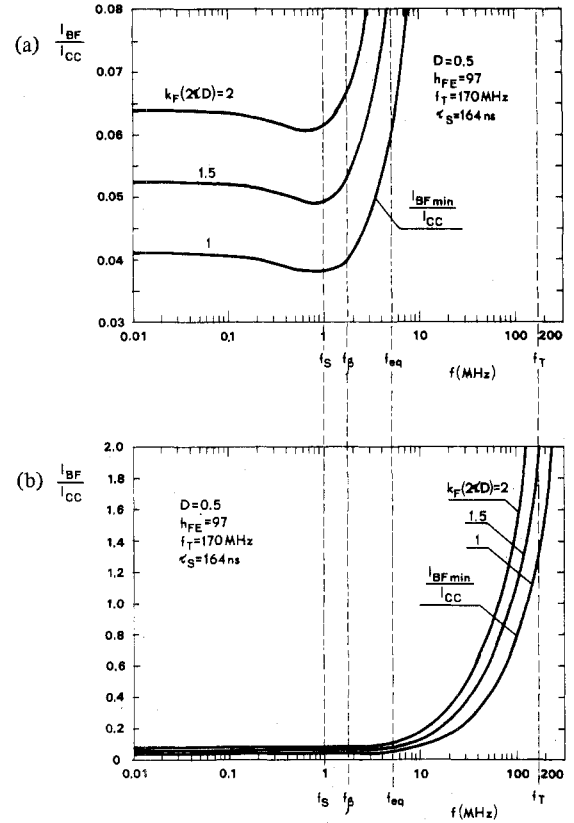 (a) I_BF / I_CC
0.08
0.07
0.06
0.05
0.04
0.03
k_F(2πD)=2
1.5
1
D=0.5
h_FE=97
f_T=170MHz
τ_S=164ns
I_BFmin / I_CC
0.01 0.1 1 10 100 200
f_S f_β f_eq f(MHz) f_T
(b) I_BF / I_CC
2.0
1.8
1.6
1.4
1.2
1.0
0.8
0.6
0.4
0.2
0
D=0.5
h_FE=97
f_T=170MHz
τ_S=164ns
k_F(2πD)=2
1.5
1
I_BFmin / I_CC
0.01 0.1 1 10 100 200
f_S f_β f_eq f(MHz) f_T